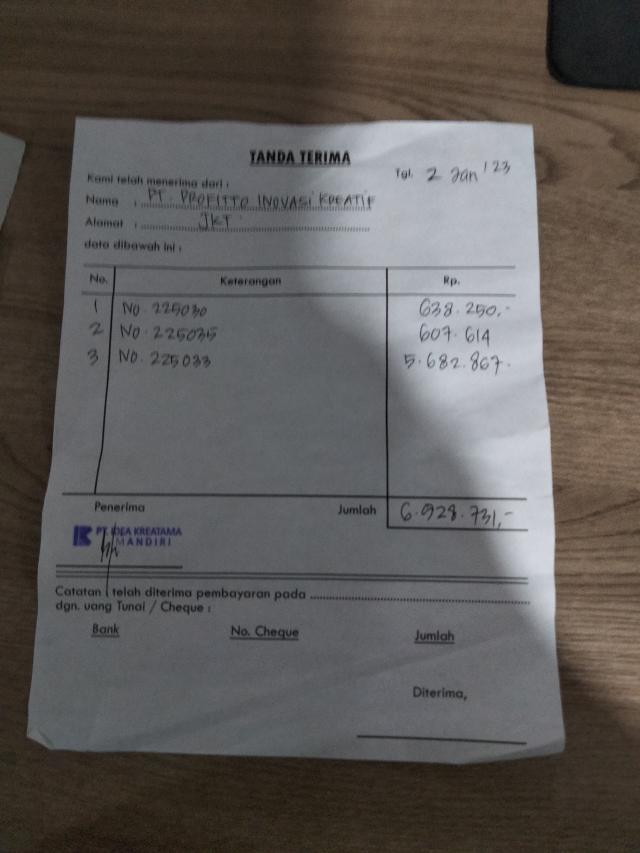 TANDA TERIMA
Tgl. 2 Jan '23
Kami telah menerima dari :
Nama : PT. PROFITTO INOVASI KREATIF
Alamat : JKT
data dibawah ini :
No. Keterangan Rp.
1 NO. 225030 638.250,-
2 NO. 225035 607.614
3 NO. 225033 5.682.867.
Penerima Jumlah 6.928.731,-
PT. IDEA KREATAMA
MANDIRI
Catatan : telah diterima pembayaran pada
dgn. uang Tunai / Cheque :
Bank No. Cheque Jumlah
Diterima,